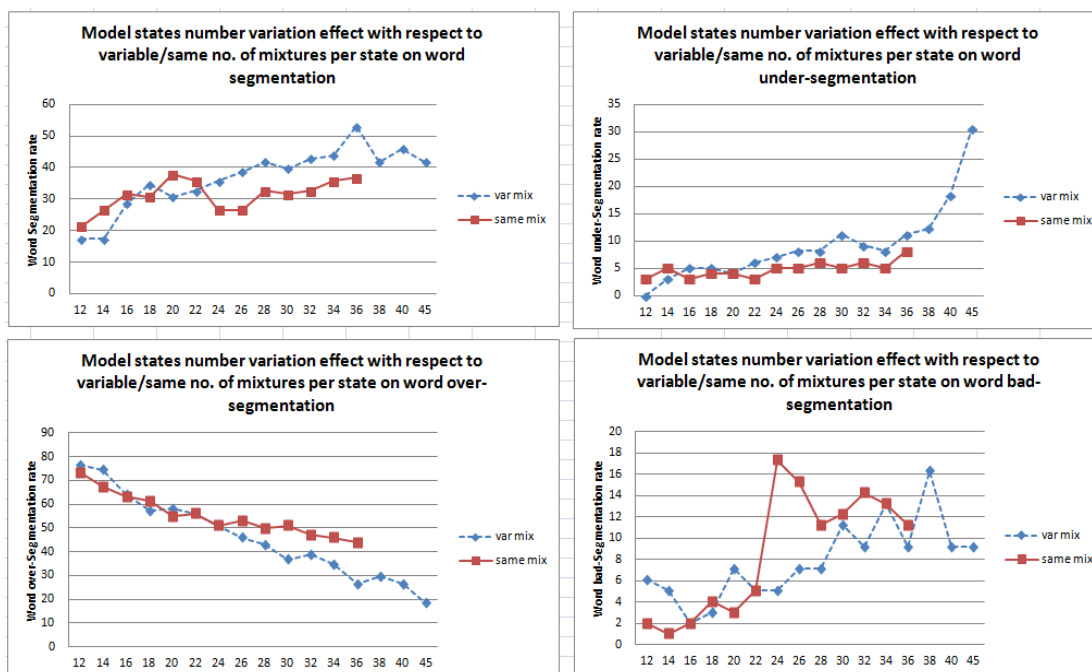 Model states number variation effect with respect to
variable/same no. of mixtures per state on word
segmentation
60
50
40
30
20
10
0
Word Segmentation rate
12 14 16 18 20 22 24 26 28 30 32 34 36 38 40 45
var mix
same mix
Model states number variation effect with respect to
variable/same no. of mixtures per state on word
under-segmentation
35
30
25
20
15
10
5
0
Word under-Segmentation rate
12 14 16 18 20 22 24 26 28 30 32 34 36 38 40 45
var mix
same mix
Model states number variation effect with respect to
variable/same no. of mixtures per state on word over-
segmentation
90
80
70
60
50
40
30
20
10
0
Word over-Segmentation rate
12 14 16 18 20 22 24 26 28 30 32 34 36 38 40 45
var mix
same mix
Model states number variation effect with respect to
variable/same no. of mixtures per state on word bad-
segmentation
20
18
16
14
12
10
8
6
4
2
0
Word bad-Segmentation rate
12 14 16 18 20 22 24 26 28 30 32 34 36 38 40 45
var mix
same mix